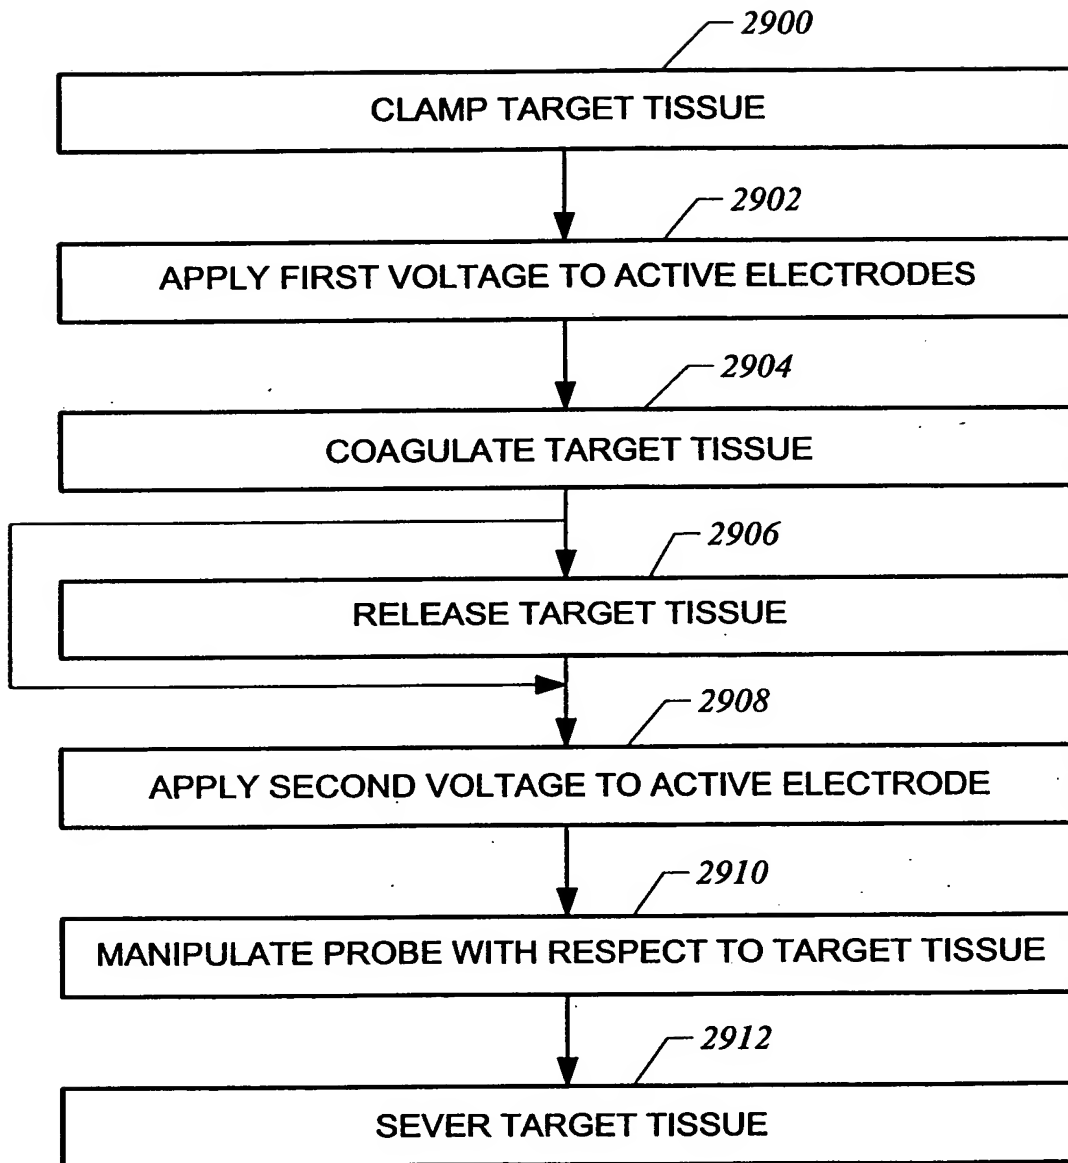 2900
CLAMP TARGET TISSUE
2902
APPLY FIRST VOLTAGE TO ACTIVE ELECTRODES
2904
COAGULATE TARGET TISSUE
2906
RELEASE TARGET TISSUE
2908
APPLY SECOND VOLTAGE TO ACTIVE ELECTRODE
2910
MANIPULATE PROBE WITH RESPECT TO TARGET TISSUE
2912
SEVER TARGET TISSUE